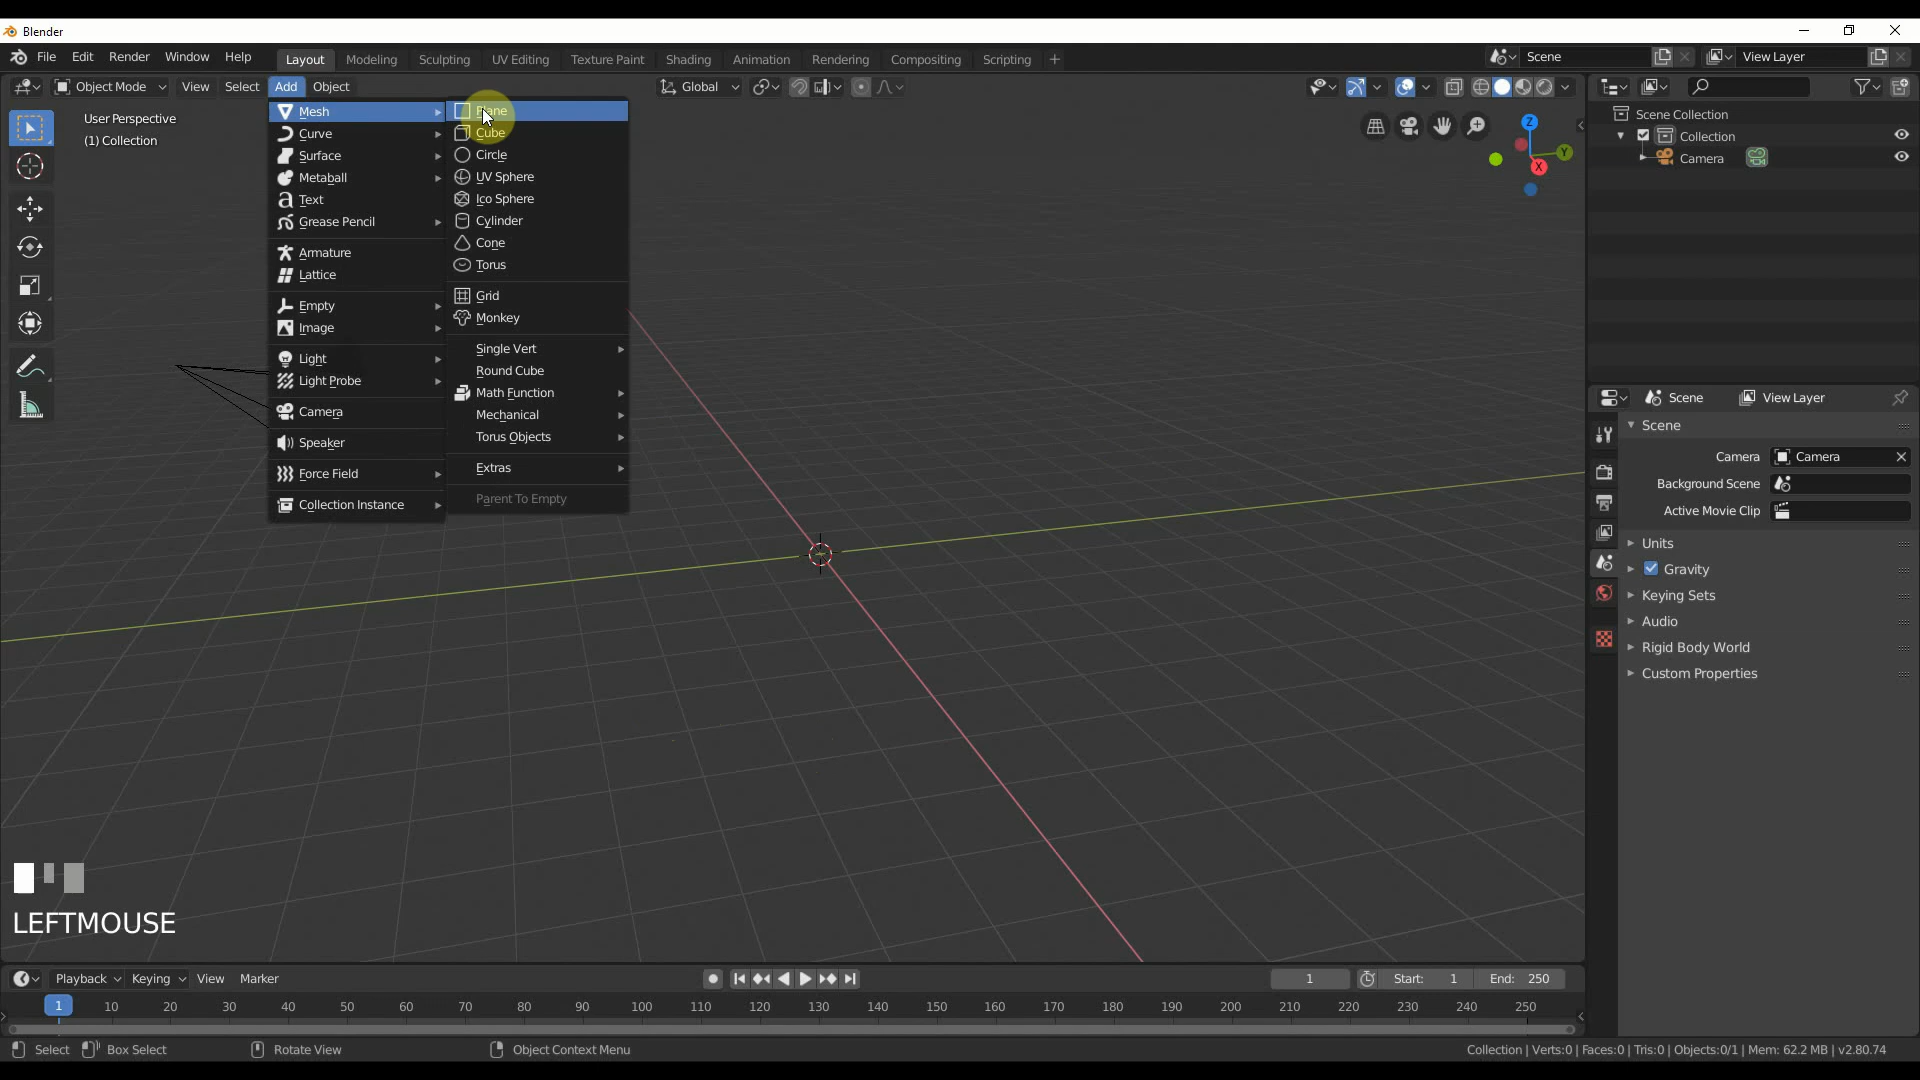 Blender
File Edit Render Window Help Layout Modeling Sculpting UV Editing Texture Paint Shading Animation Rendering Compositing Scripting + Scene View Layer
Object Mode View Select Add Object Global
User Perspective
(1) Collection
Mesh
Curve
Surface
Metaball
Text
Grease Pencil
Armature
Lattice
Empty
Image
Light
Light Probe
Camera
Speaker
Force Field
Collection Instance
Plane
Cube
Circle
UV Sphere
Ico Sphere
Cylinder
Cone
Torus
Grid
Monkey
Single Vert
Round Cube
Math Function
Mechanical
Torus Objects
Extras
Parent To Empty
Z
Y
X
Scene Collection
Collection
Camera
Scene View Layer
Scene
Camera Camera
Background Scene
Active Movie Clip
Units
Gravity
Keying Sets
Audio
Rigid Body World
Custom Properties
LEFTMOUSE
Playback Keying View Marker 1 Start: 1 End: 250
1 10 20 30 40 50 60 70 80 90 100 110 120 130 140 150 160 170 180 190 200 210 220 230 240 250
Select Box Select Rotate View Object Context Menu Collection | Verts:0 | Faces:0 | Tris:0 | Objects:0/1 | Mem: 62.2 MB | v2.80.74